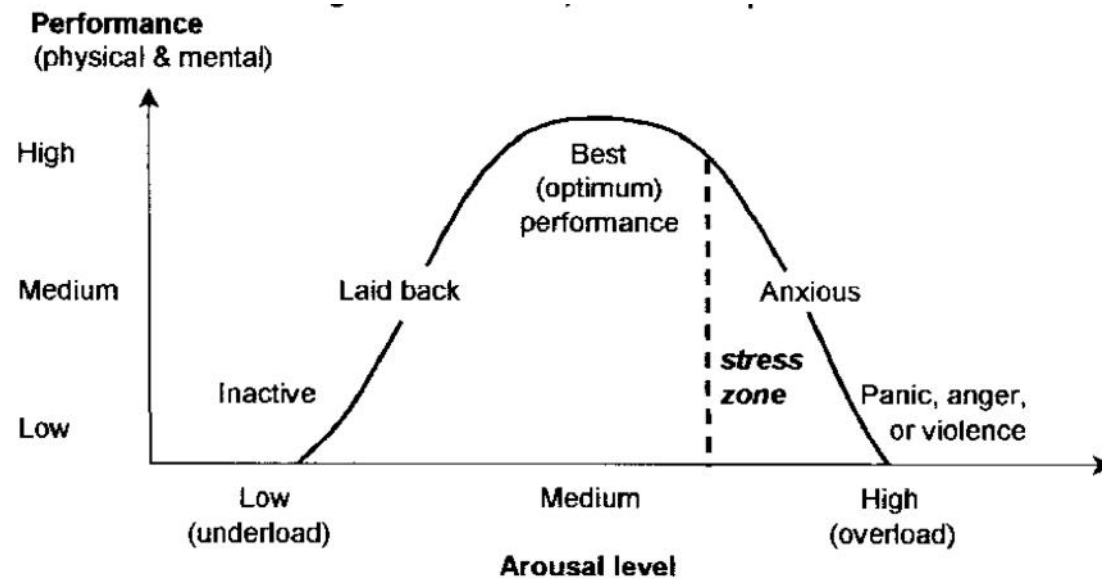 Performance
(physical & mental)
High
Best
(optimum)
performance
Medium
Laid back
Anxious
stress
zone
Inactive
Panic, anger,
or violence
Low
Low
(underload)
Medium
High
(overload)
Arousal level